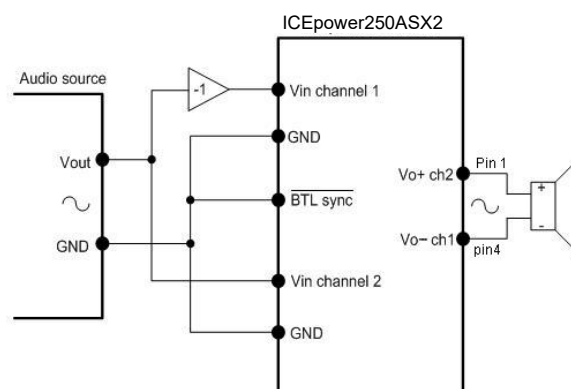 ICEpower250ASX2
Audio source
-1
Vin channel 1
GND
Vout
Pin 1
Vo+ ch2
BTL sync
+
GND
Vo− ch1
-
pin4
Vin channel 2
GND